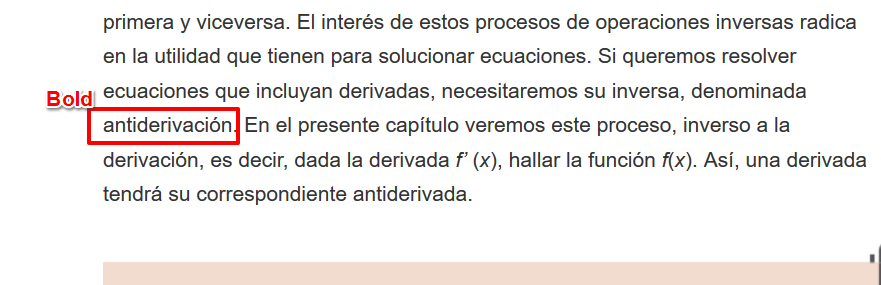 primera y viceversa. El interés de estos procesos de operaciones inversas radica
en la utilidad que tienen para solucionar ecuaciones. Si queremos resolver
ecuaciones que incluyan derivadas, necesitaremos su inversa, denominada
Bold
antiderivación. En el presente capítulo veremos este proceso, inverso a la
derivación, es decir, dada la derivada f’ (x), hallar la función f(x). Así, una derivada
tendrá su correspondiente antiderivada.